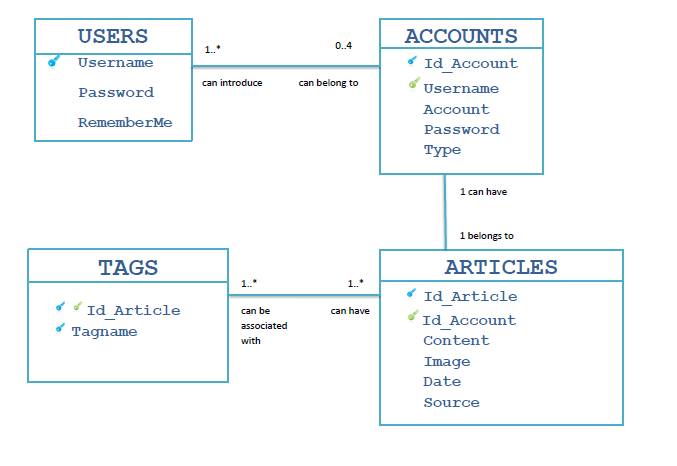 USERS
Username
Password
RememberMe
1..*
0..4
can introduce
can belong to
ACCOUNTS
Id_Account
Username
Account
Password
Type
1 can have
1 belongs to
TAGS
Id_Article
Tagname
1..*
1..*
can be
associated
with
can have
ARTICLES
Id_Article
Id_Account
Content
Image
Date
Source